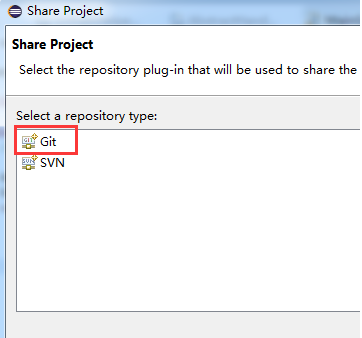 Share Project
Share Project
Select the repository plug-in that will be used to share the
Select a repository type:
Git
SVN